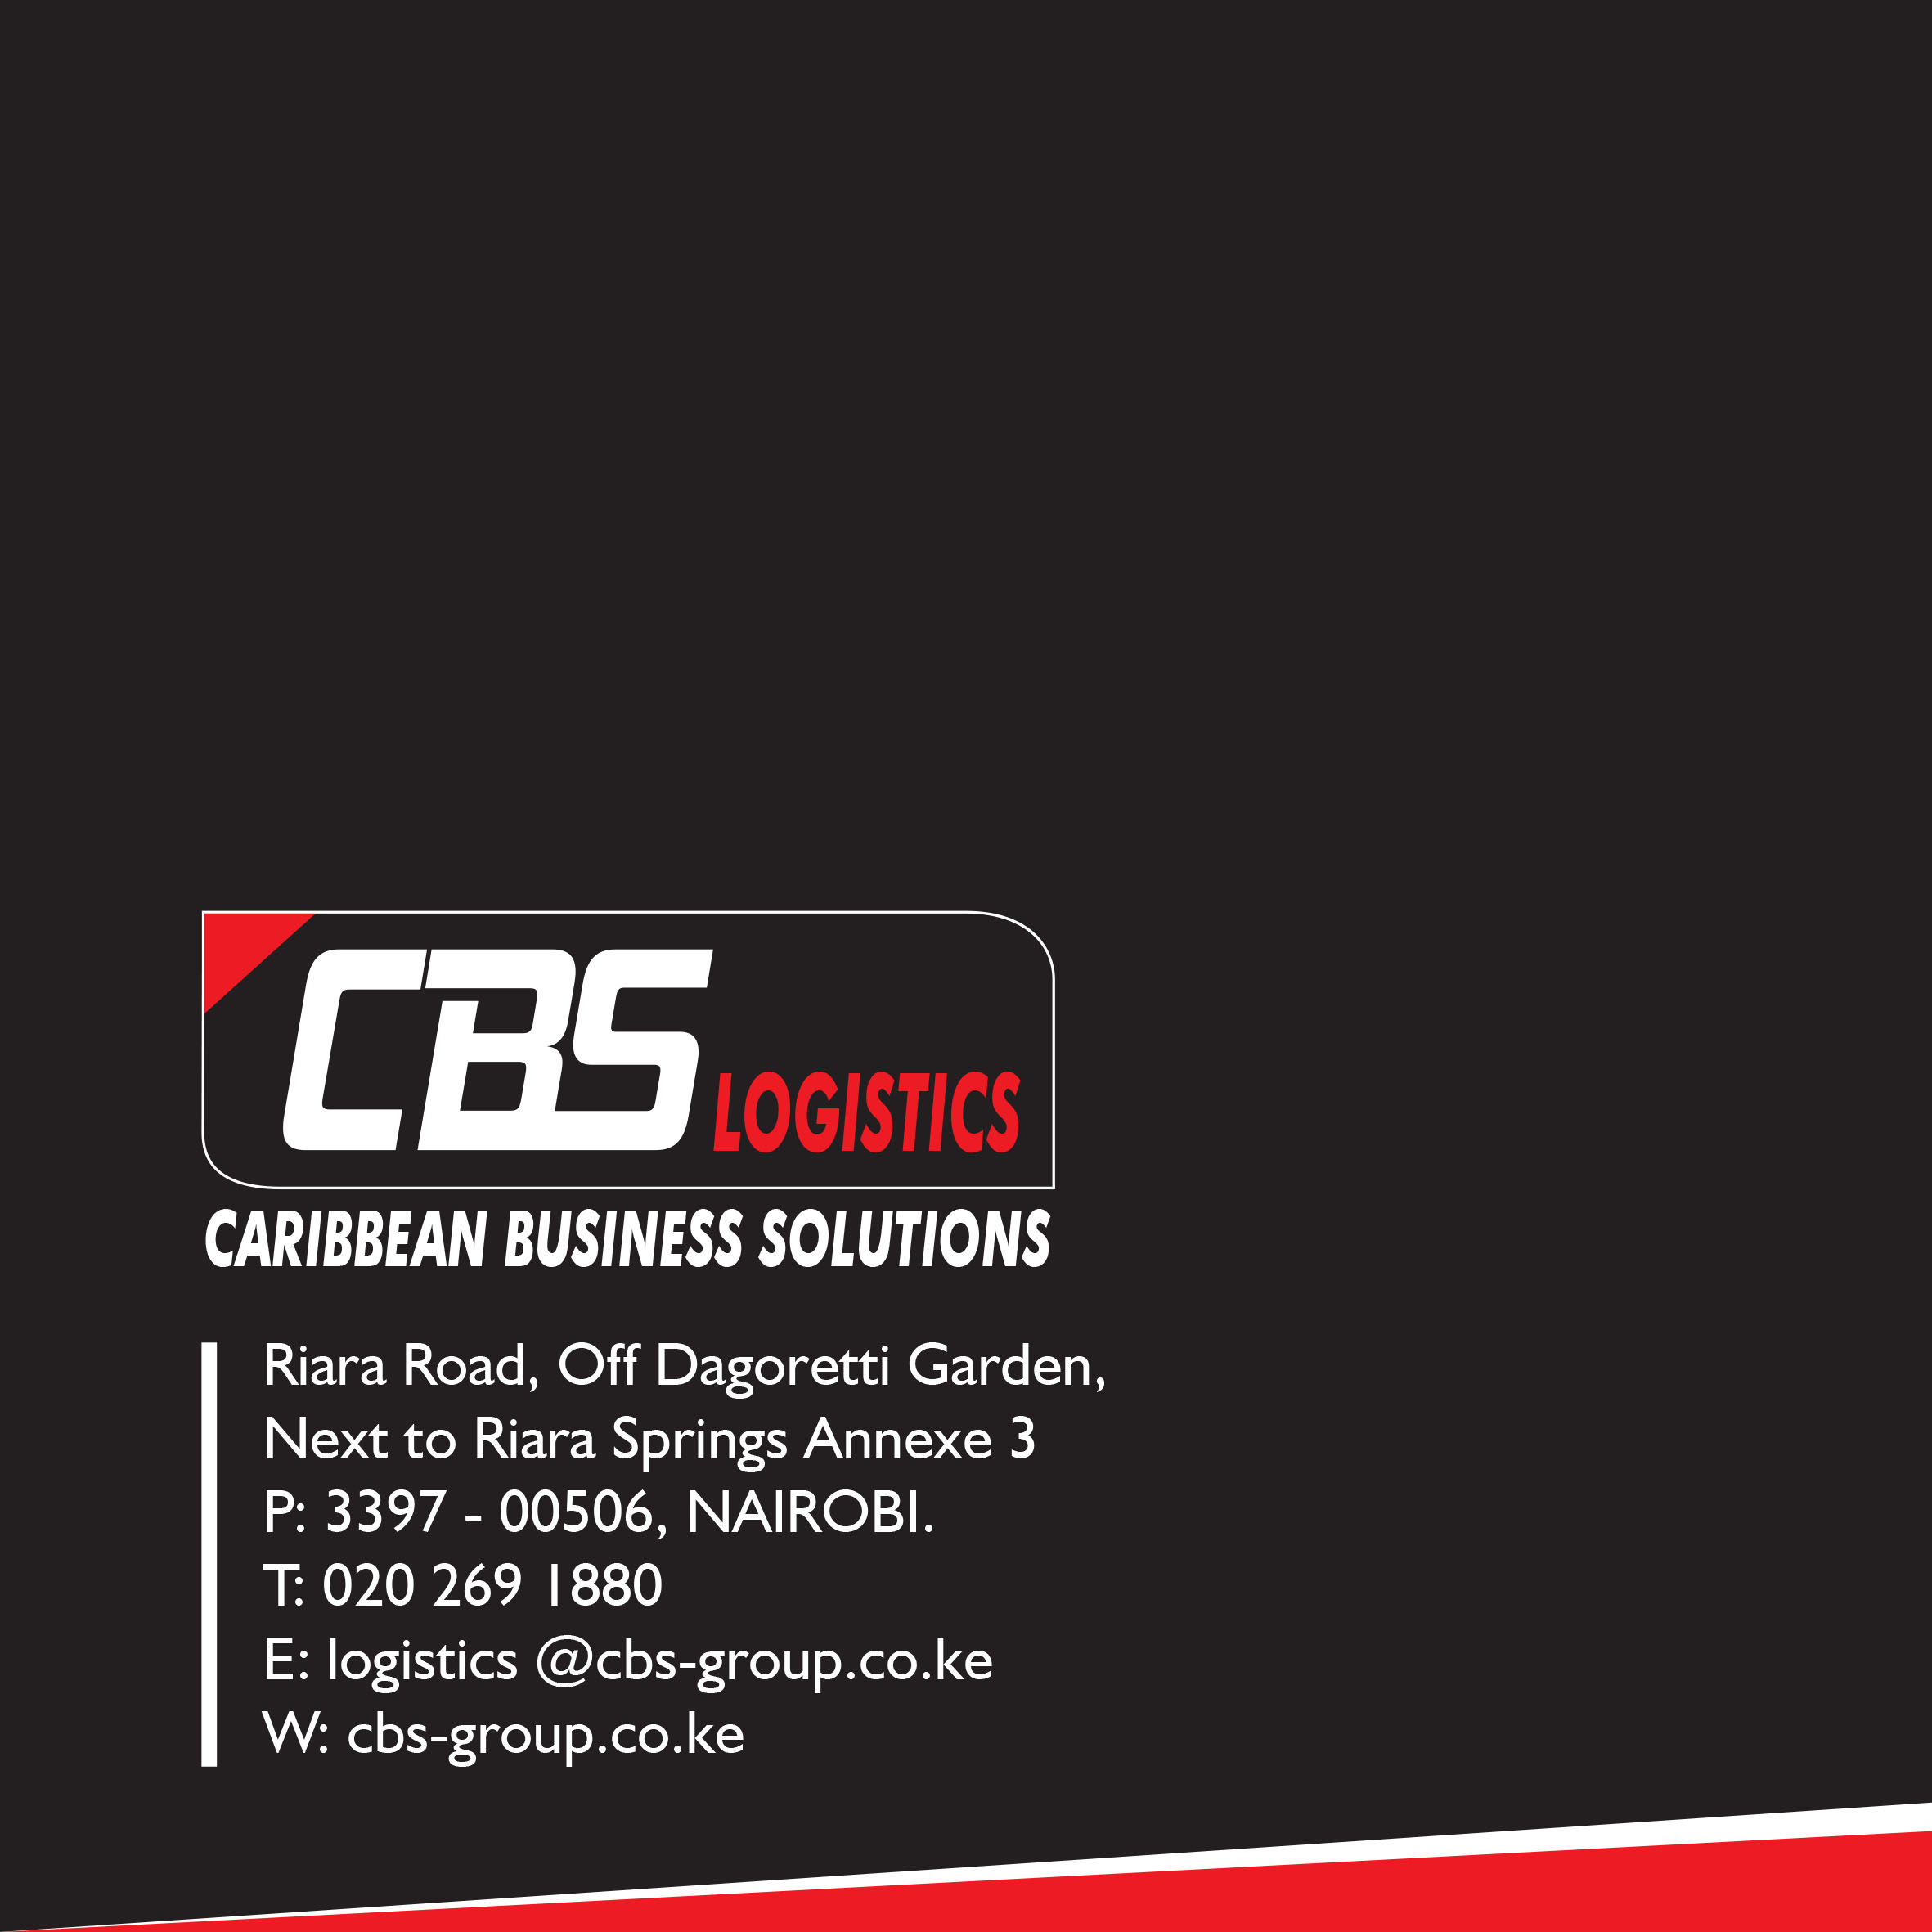 CBS LOGISTICS
CARIBBEAN BUSINESS SOLUTIONS
Riara Road, Off Dagoretti Garden,
Next to Riara Springs Annexe 3
P: 3397 - 00506, NAIROBI.
T: 020 269 1880
E: logistics @cbs-group.co.ke
W: cbs-group.co.ke